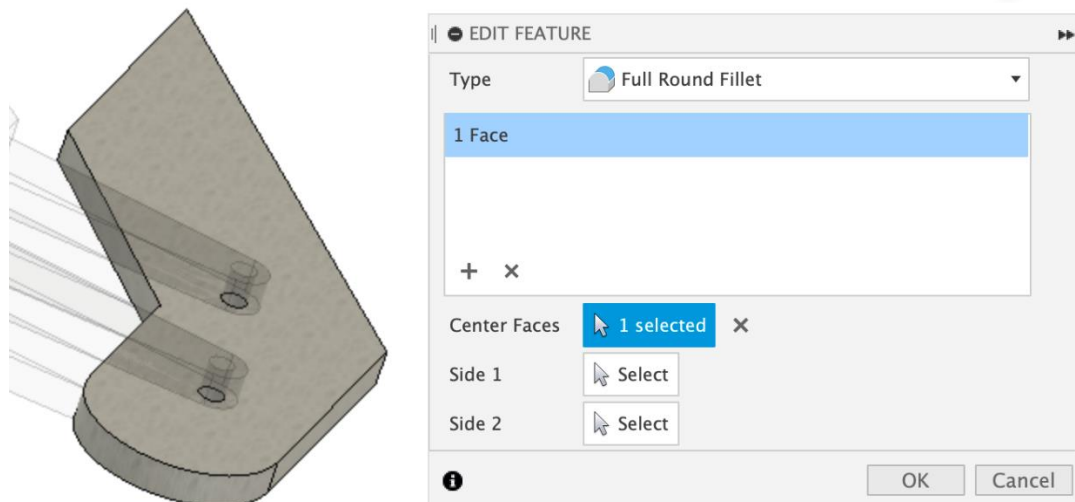 EDIT FEATURE
Type Full Round Fillet
1 Face
Center Faces 1 selected
Side 1 Select
Side 2 Select
OK Cancel